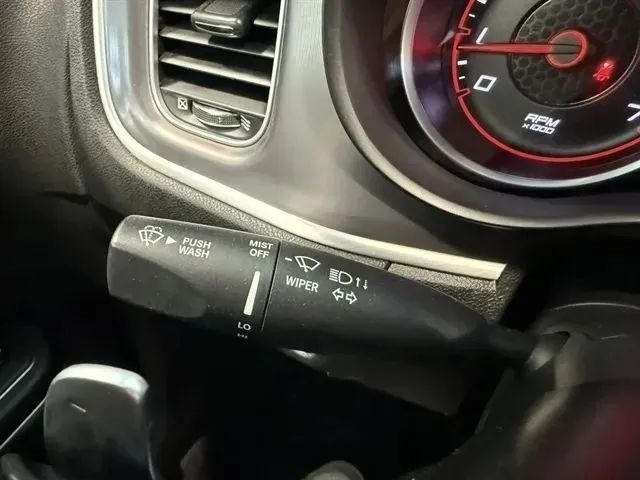 1
0
7
RPM
x1000
PUSH
WASH
MIST
OFF
LO
WIPER